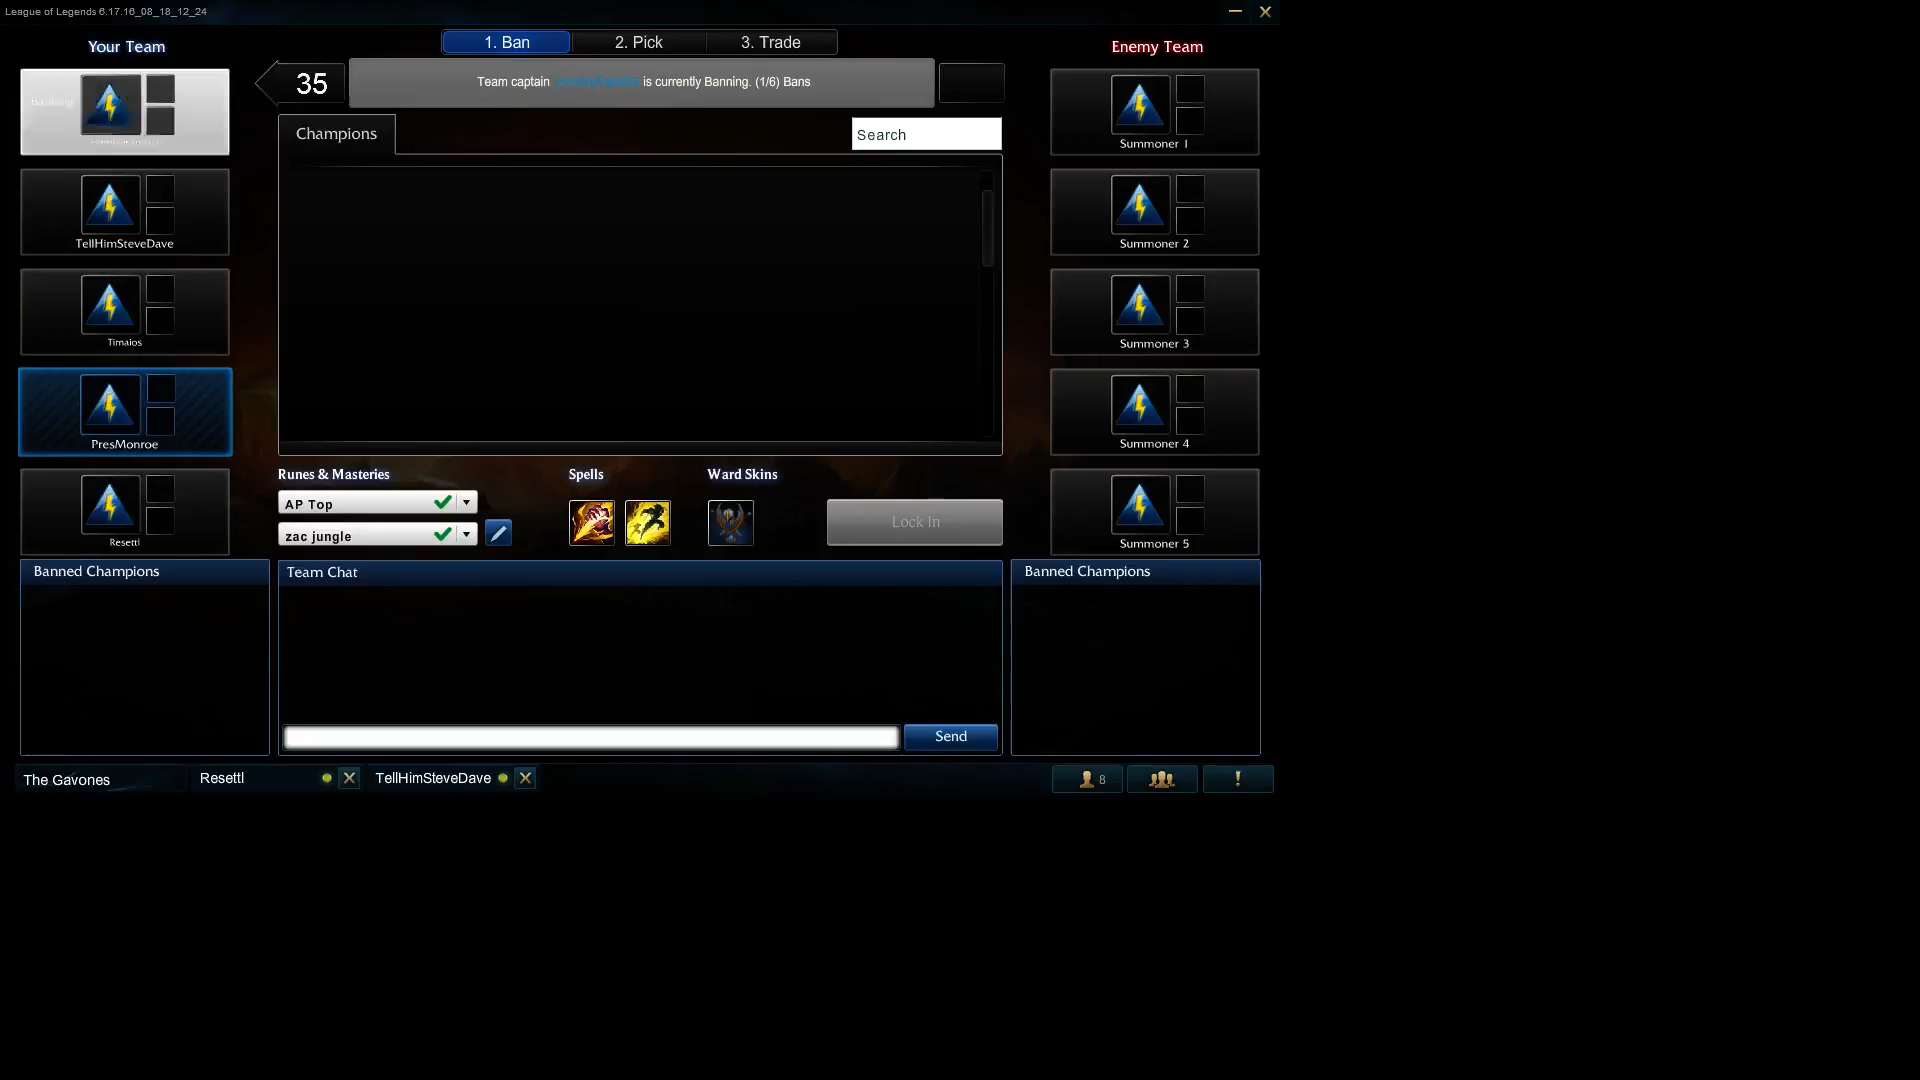 League of Legends 6.17.16_08_18_12_24
Your Team
1. Ban
2. Pick
3. Trade
Enemy Team
35
Team captain is currently Banning. (1/6) Bans
Banning
Champions
Search
Summoner 1
TellHimSteveDave
Summoner 2
Timaios
Summoner 3
PresMonroe
Summoner 4
Runes & Masteries
Spells
Ward Skins
AP Top
zac jungle
Lock In
Resettl
Summoner 5
Banned Champions
Team Chat
Banned Champions
Send
The Gavones
Resettl
TellHimSteveDave
8
!